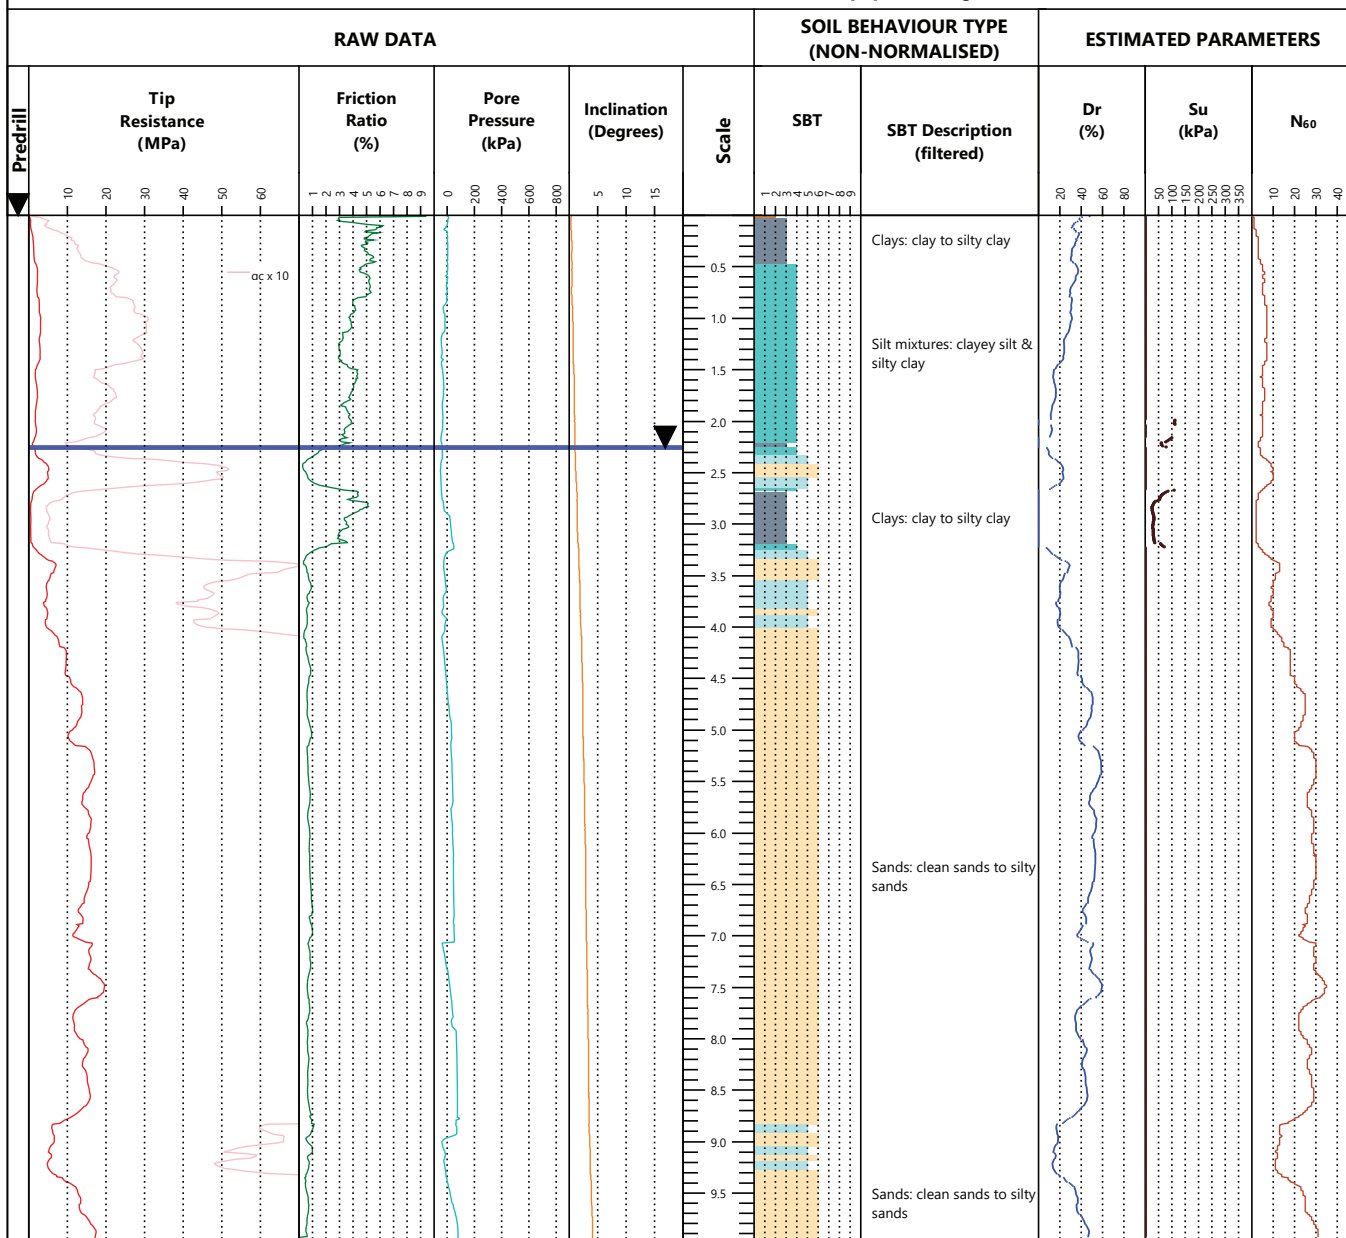 RAW DATA
SOIL BEHAVIOUR TYPE
(NON-NORMALISED)
ESTIMATED PARAMETERS
Predrill
Tip
Resistance
(MPa)
Friction
Ratio
(%)
Pore
Pressure
(kPa)
Inclination
(Degrees)
Scale
SBT
SBT Description
(filtered)
Dr
(%)
Su
(kPa)
N60
10 20 30 40 50 60
1 2 3 4 5 6 7 8 9
0 200 400 600 800
5 10 15
1 2 3 4 5 6 7 8 9
20 40 60 80
50 100 150 200 250 300 350
10 20 30 40
Clays: clay to silty clay
0.5
qc x 10
1.0
Silt mixtures: clayey silt &
silty clay
1.5
2.0
2.5
Clays: clay to silty clay
3.0
3.5
4.0
4.5
5.0
5.5
6.0
Sands: clean sands to silty
sands
6.5
7.0
7.5
8.0
8.5
9.0
9.5
Sands: clean sands to silty
sands